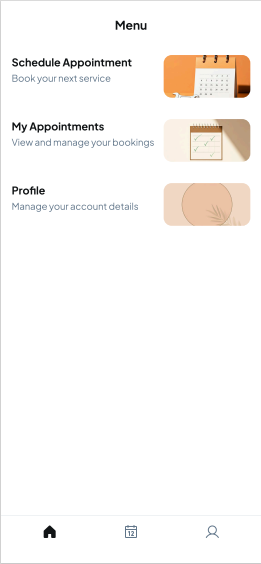 Menu
Schedule Appointment
Book your next service
My Appointments
View and manage your bookings
Profile
Manage your account details
12